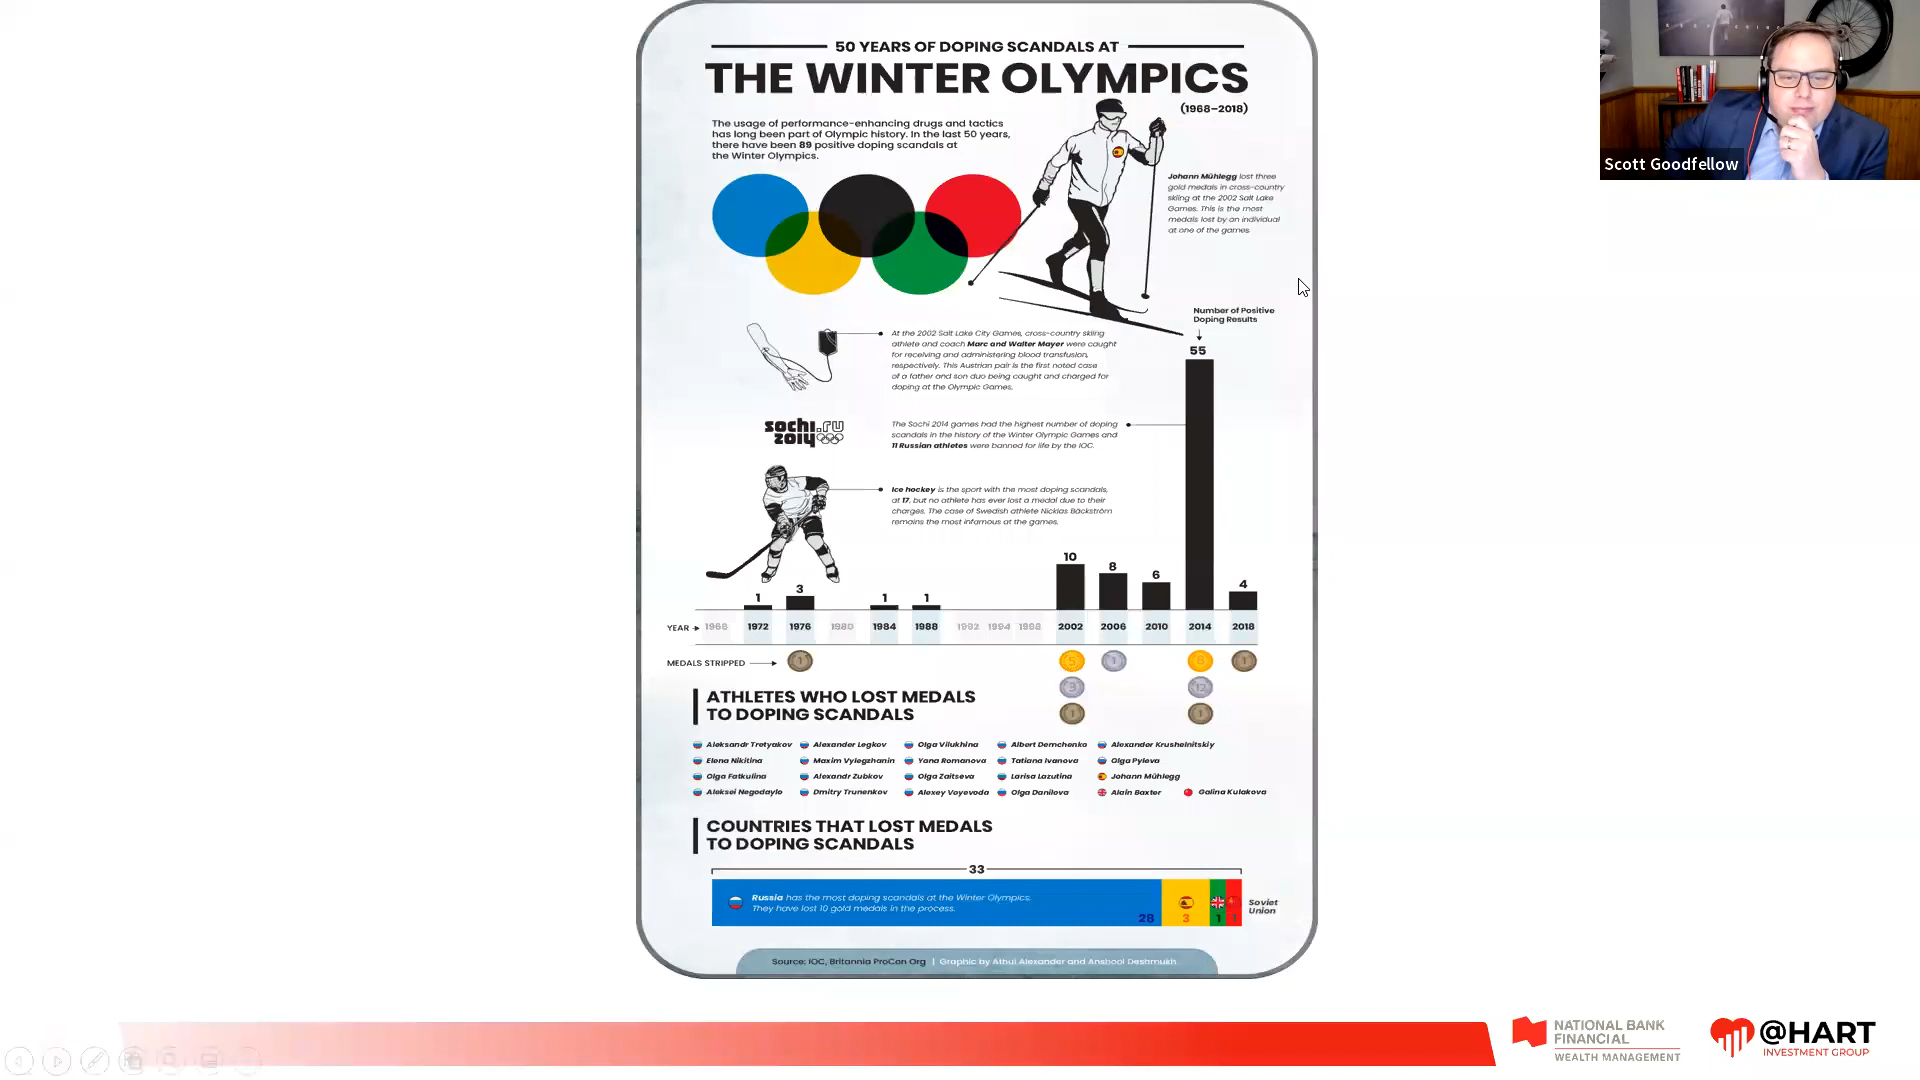 50 YEARS OF DOPING SCANDALS AT
THE WINTER OLYMPICS
(1968–2018)
The usage of performance-enhancing drugs and tactics
has long been part of Olympic history. In the last 50 years,
there have been 89 positive doping scandals at
the Winter Olympics.
Johann Mühlegg lost three
gold medals in cross-country
skiing at the 2002 Salt Lake
Games. This is the most
medals lost by an individual
at one of the games.
Scott Goodfellow
Number of Positive
Doping Results
55
At the 2002 Salt Lake City Games, cross-country skiing
athlete and coach Marc and Walter Mayer were caught
for receiving and administering blood transfusion,
respectively. This Austrian pair is the first noted case
of a father and son duo being caught and charged for
doping at the Olympic Games.
sochi.ru
2014
The Sochi 2014 games had the highest number of doping
scandals in the history of the Winter Olympic Games and
11 Russian athletes were banned for life by the IOC.
Ice hockey is the sport with the most doping scandals,
at 17, but no athlete has ever lost a medal due to their
charges. The case of Swedish athlete Nicklas Bäckström
remains the most infamous at the games.
1 3 1 1 10 8 6 4
YEAR 1968 1972 1976 1980 1984 1988 1992 1994 1998 2002 2006 2010 2014 2018
MEDALS STRIPPED 1 5 1 8 1
3 12
1 1
ATHLETES WHO LOST MEDALS
TO DOPING SCANDALS
Aleksandr Tretyakov Alexander Legkov Olga Vilukhina Albert Demchenko Alexander Krushelnitskiy
Elena Nikitina Maxim Vylegzhanin Yana Romanova Tatiana Ivanova Olga Pyleva
Olga Fatkulina Alexandr Zubkov Olga Zaitseva Larisa Lazutina Johann Mühlegg
Aleksei Negodaylo Dmitry Trunenkov Alexey Voyevoda Olga Danilova Alain Baxter Galina Kulakova
COUNTRIES THAT LOST MEDALS
TO DOPING SCANDALS
33
Russia has the most doping scandals at the Winter Olympics.
They have lost 10 gold medals in the process.
28 3 1 1
Soviet
Union
Source: IOC, Britannia ProCon Org | Graphic by Athul Alexander and Anshool Deshmukh
NATIONAL BANK
FINANCIAL
WEALTH MANAGEMENT
@HART
INVESTMENT GROUP